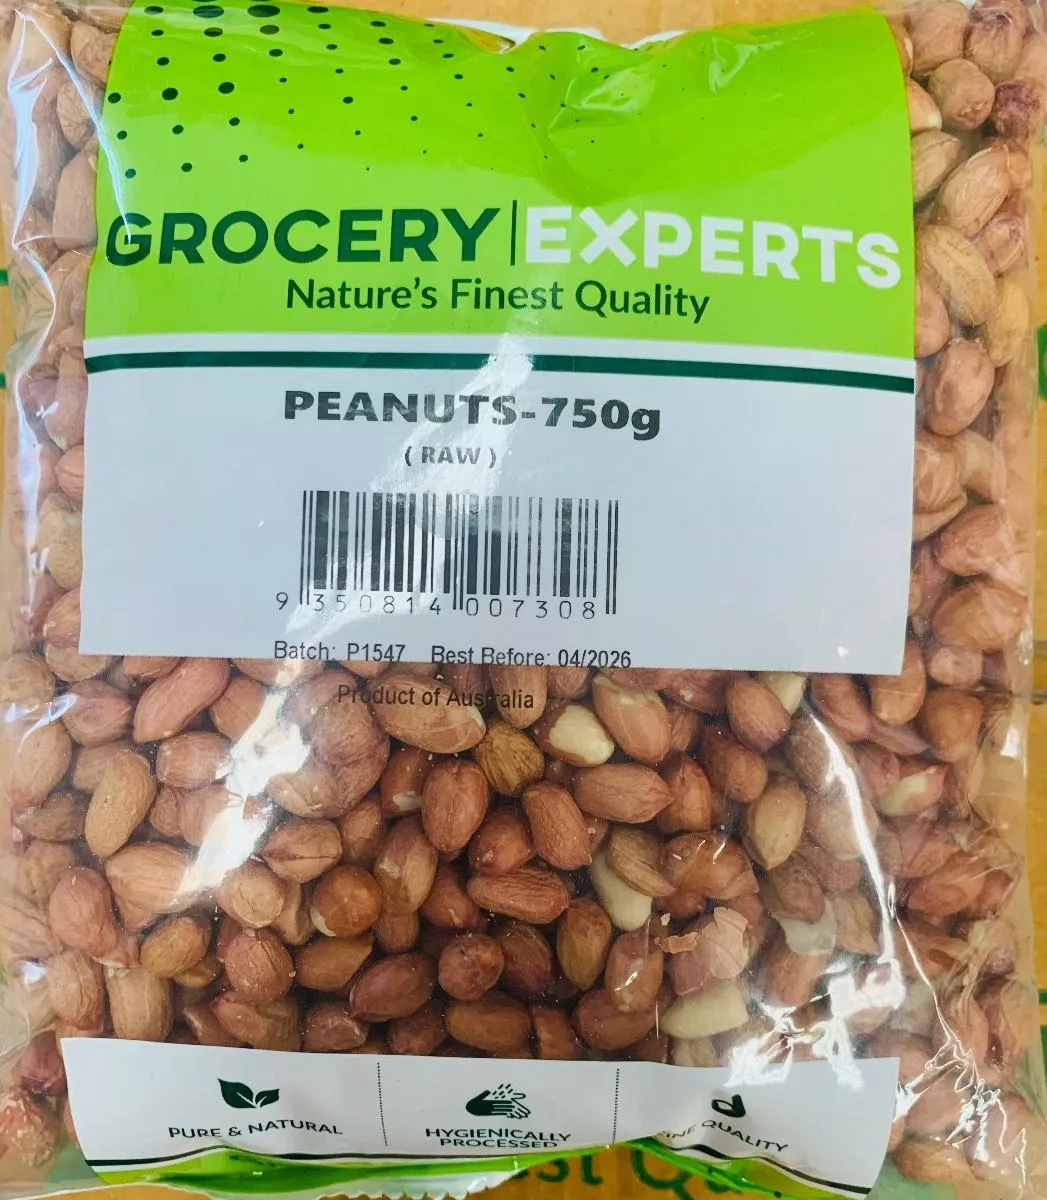 GROCERY|EXPERTS
Nature's Finest Quality
PEANUTS-750g
(RAW)
9 350814 007308
Batch: P1547 Best Before: 04/2026
Product of Australia
PURE & NATURAL
HYGIENICALLY
PROCESSED
QUALITY